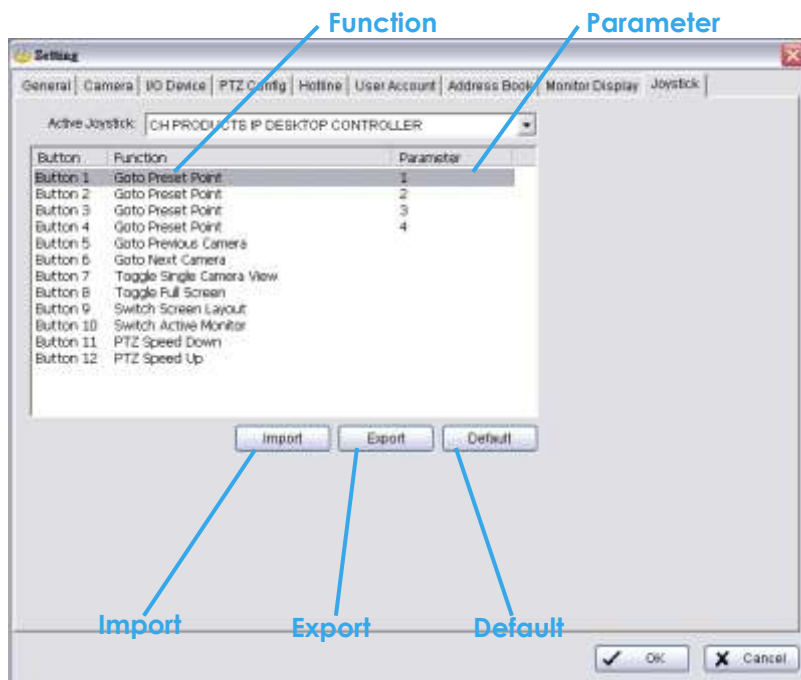 Function Parameter
Setting
General Camera I/O Device PTZ Config Hotline User Account Address Book Monitor Display Joystick
Active Joystick: CH PRODUCTS IP DESKTOP CONTROLLER
Button Function Parameter
Button 1 Goto Preset Point 1
Button 2 Goto Preset Point 2
Button 3 Goto Preset Point 3
Button 4 Goto Preset Point 4
Button 5 Goto Previous Camera
Button 6 Goto Next Camera
Button 7 Toggle Single Camera View
Button 8 Toggle Full Screen
Button 9 Switch Screen Layout
Button 10 Switch Active Monitor
Button 11 PTZ Speed Down
Button 12 PTZ Speed Up
Import Export Default
Import Export Default
OK Cancel